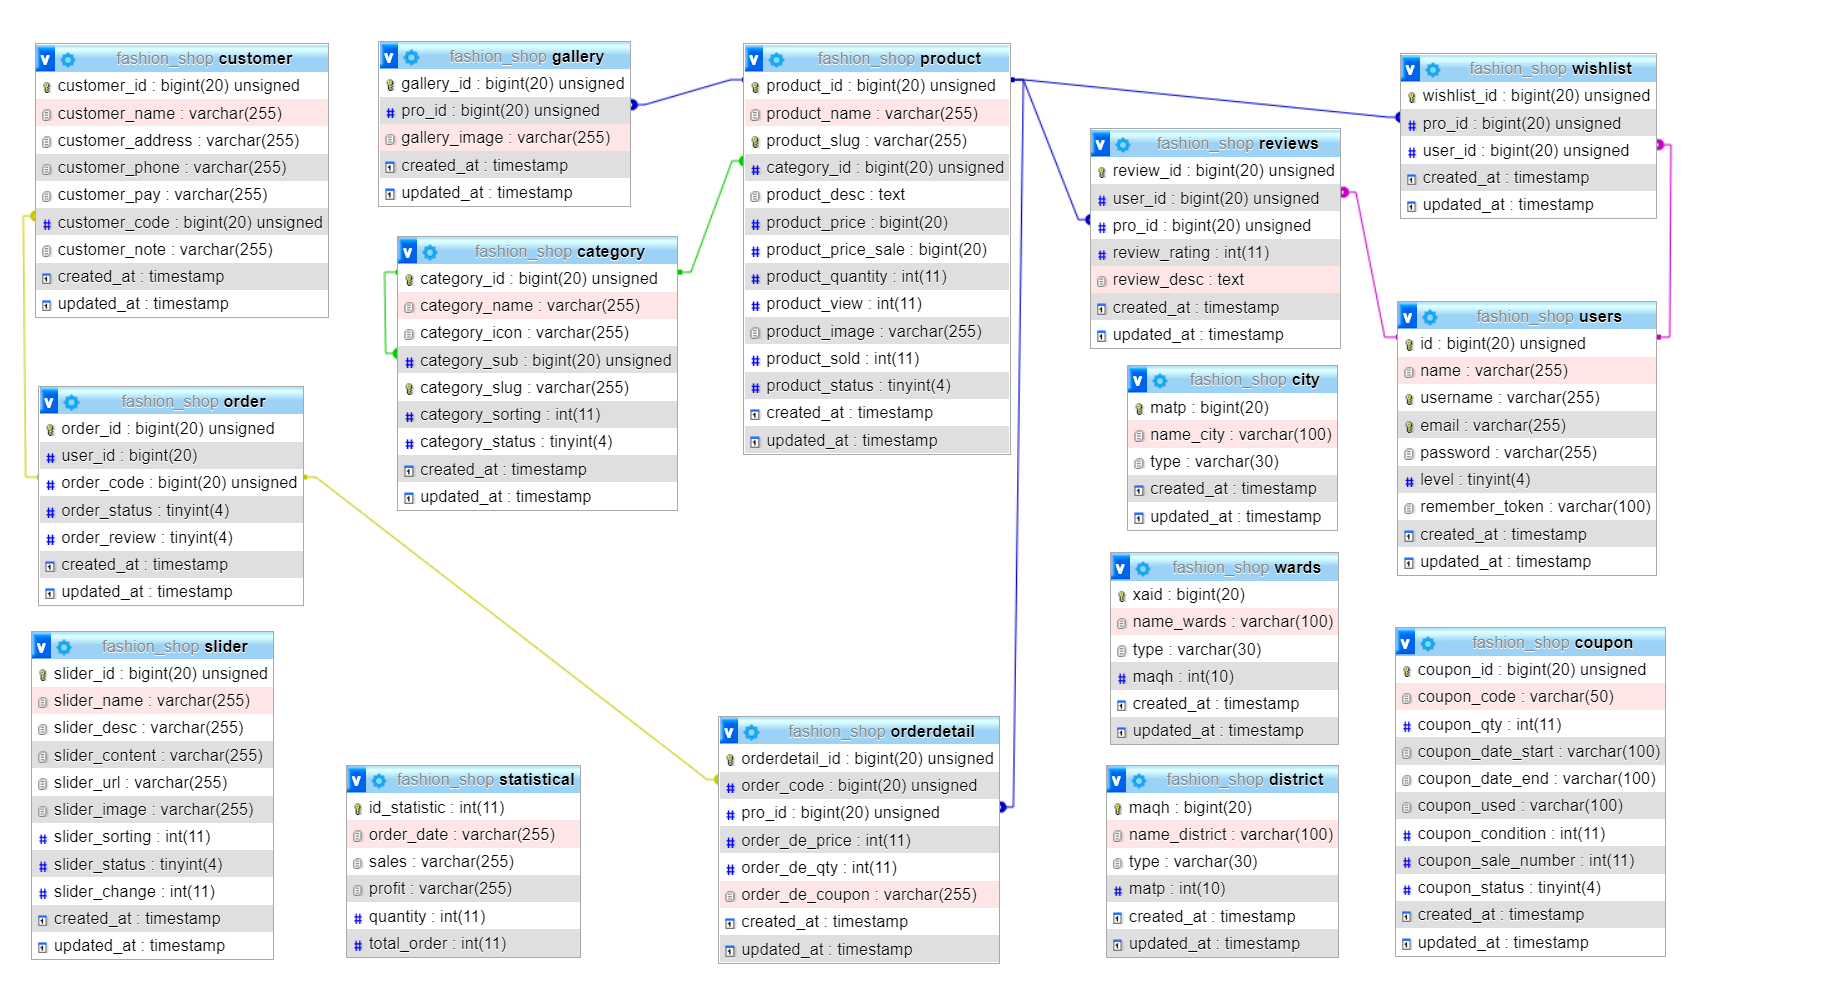 fashion_shop customer
customer_id : bigint(20) unsigned
customer_name : varchar(255)
customer_address : varchar(255)
customer_phone : varchar(255)
customer_pay : varchar(255)
customer_code : bigint(20) unsigned
customer_note : varchar(255)
created_at : timestamp
updated_at : timestamp
fashion_shop gallery
gallery_id : bigint(20) unsigned
pro_id : bigint(20) unsigned
gallery_image : varchar(255)
created_at : timestamp
updated_at : timestamp
fashion_shop product
product_id : bigint(20) unsigned
product_name : varchar(255)
product_slug : varchar(255)
category_id : bigint(20) unsigned
product_desc : text
product_price : bigint(20)
product_price_sale : bigint(20)
product_quantity : int(11)
product_view : int(11)
product_image : varchar(255)
product_sold : int(11)
product_status : tinyint(4)
created_at : timestamp
updated_at : timestamp
fashion_shop wishlist
wishlist_id : bigint(20) unsigned
pro_id : bigint(20) unsigned
user_id : bigint(20) unsigned
created_at : timestamp
updated_at : timestamp
fashion_shop reviews
review_id : bigint(20) unsigned
user_id : bigint(20) unsigned
pro_id : bigint(20) unsigned
review_rating : int(11)
review_desc : text
created_at : timestamp
updated_at : timestamp
fashion_shop category
category_id : bigint(20) unsigned
category_name : varchar(255)
category_icon : varchar(255)
category_sub : bigint(20) unsigned
category_slug : varchar(255)
category_sorting : int(11)
category_status : tinyint(4)
created_at : timestamp
updated_at : timestamp
fashion_shop users
id : bigint(20) unsigned
name : varchar(255)
username : varchar(255)
email : varchar(255)
password : varchar(255)
level : tinyint(4)
remember_token : varchar(100)
created_at : timestamp
updated_at : timestamp
fashion_shop city
matp : bigint(20)
name_city : varchar(100)
type : varchar(30)
created_at : timestamp
updated_at : timestamp
fashion_shop order
order_id : bigint(20) unsigned
user_id : bigint(20)
order_code : bigint(20) unsigned
order_status : tinyint(4)
order_review : tinyint(4)
created_at : timestamp
updated_at : timestamp
fashion_shop wards
xaid : bigint(20)
name_wards : varchar(100)
type : varchar(30)
maqh : int(10)
created_at : timestamp
updated_at : timestamp
fashion_shop slider
slider_id : bigint(20) unsigned
slider_name : varchar(255)
slider_desc : varchar(255)
slider_content : varchar(255)
slider_url : varchar(255)
slider_image : varchar(255)
slider_sorting : int(11)
slider_status : tinyint(4)
slider_change : int(11)
created_at : timestamp
updated_at : timestamp
fashion_shop coupon
coupon_id : bigint(20) unsigned
coupon_code : varchar(50)
coupon_qty : int(11)
coupon_date_start : varchar(100)
coupon_date_end : varchar(100)
coupon_used : varchar(100)
coupon_condition : int(11)
coupon_sale_number : int(11)
coupon_status : tinyint(4)
created_at : timestamp
updated_at : timestamp
fashion_shop orderdetail
orderdetail_id : bigint(20) unsigned
order_code : bigint(20) unsigned
pro_id : bigint(20) unsigned
order_de_price : int(11)
order_de_qty : int(11)
order_de_coupon : varchar(255)
created_at : timestamp
updated_at : timestamp
fashion_shop statistical
id_statistic : int(11)
order_date : varchar(255)
sales : varchar(255)
profit : varchar(255)
quantity : int(11)
total_order : int(11)
fashion_shop district
maqh : bigint(20)
name_district : varchar(100)
type : varchar(30)
matp : int(10)
created_at : timestamp
updated_at : timestamp